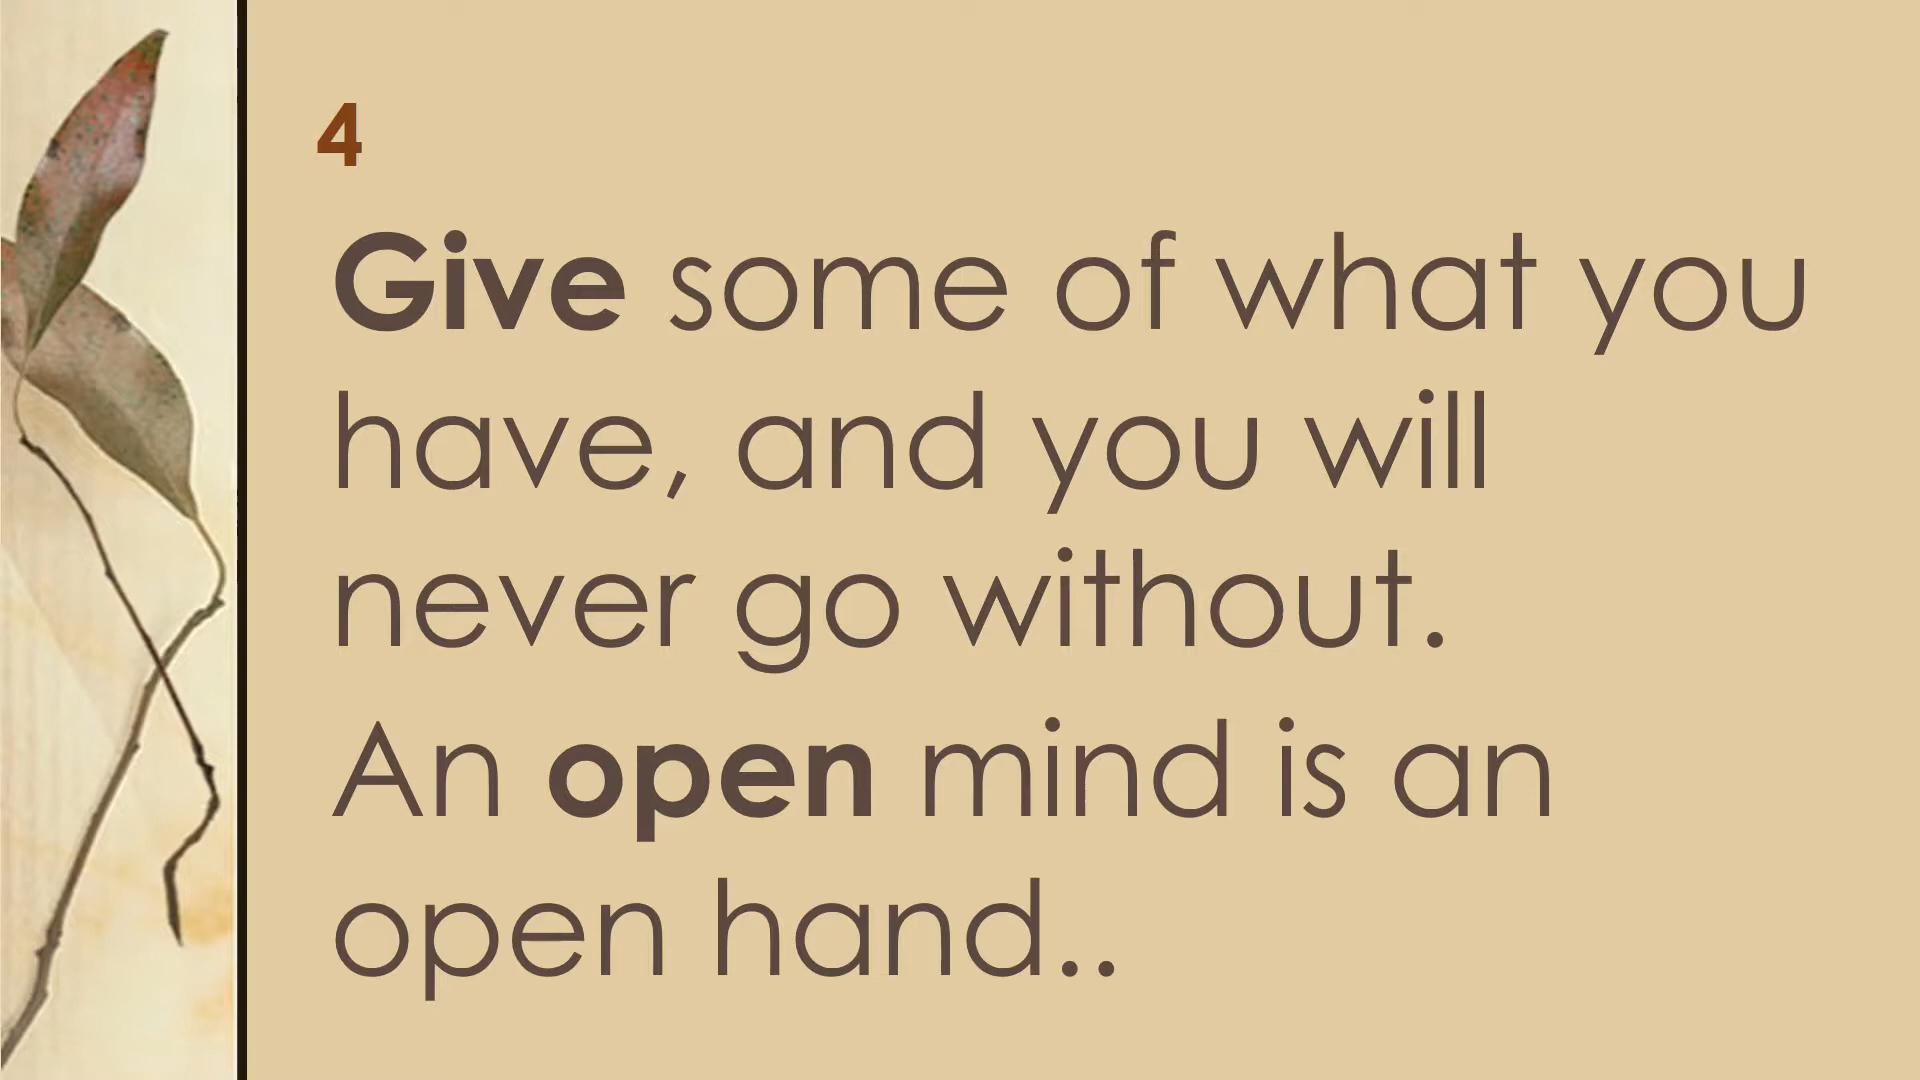 4
Give some of what you
have, and you will
never go without.
An open mind is an
open hand..